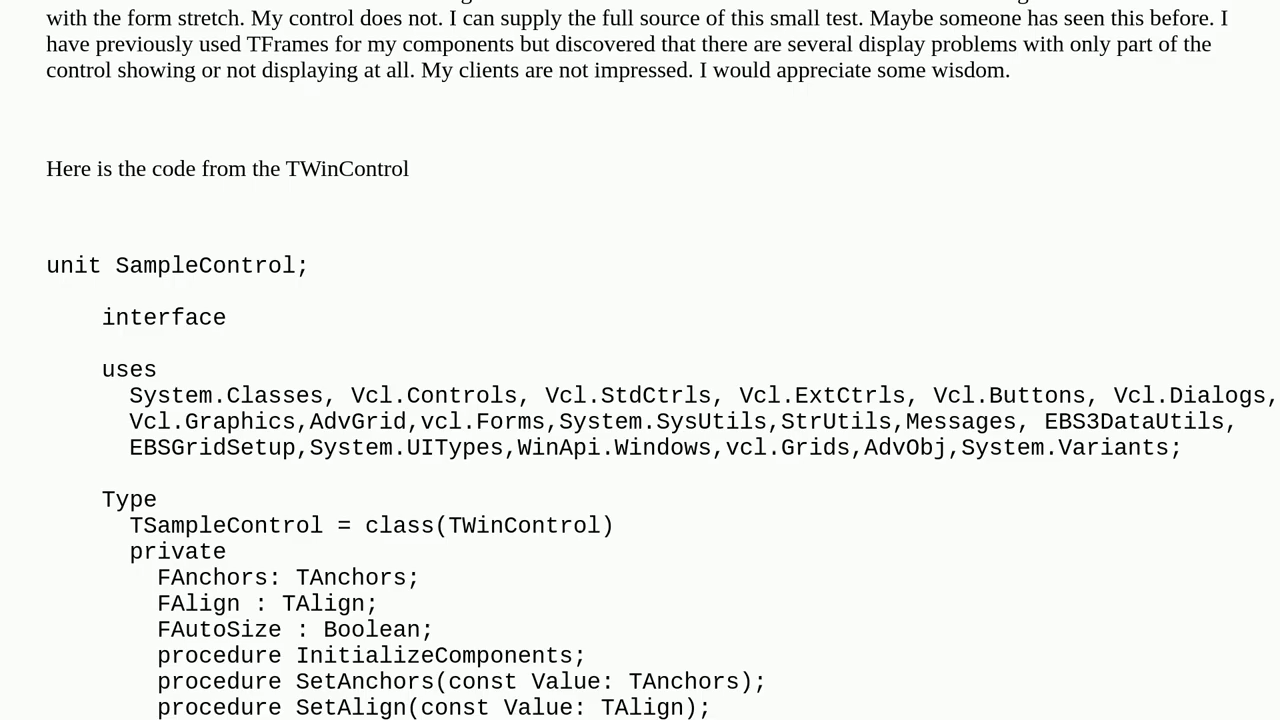 with the form stretch. My control does not. I can supply the full source of this small test. Maybe someone has seen this before. I
have previously used TFrames for my components but discovered that there are several display problems with only part of the
control showing or not displaying at all. My clients are not impressed. I would appreciate some wisdom.
Here is the code from the TWinControl
unit SampleControl;
interface
uses
System.Classes, Vcl.Controls, Vcl.StdCtrls, Vcl.ExtCtrls, Vcl.Buttons, Vcl.Dialogs,
Vcl.Graphics,AdvGrid,vcl.Forms,System.SysUtils,StrUtils,Messages, EBS3DataUtils,
EBSGridSetup,System.UITypes,WinApi.Windows,vcl.Grids,AdvObj,System.Variants;
Type
TSampleControl = class(TWinControl)
private
FAnchors: TAnchors;
FAlign : TAlign;
FAutoSize : Boolean;
procedure InitializeComponents;
procedure SetAnchors(const Value: TAnchors);
procedure SetAlign(const Value: TAlign);